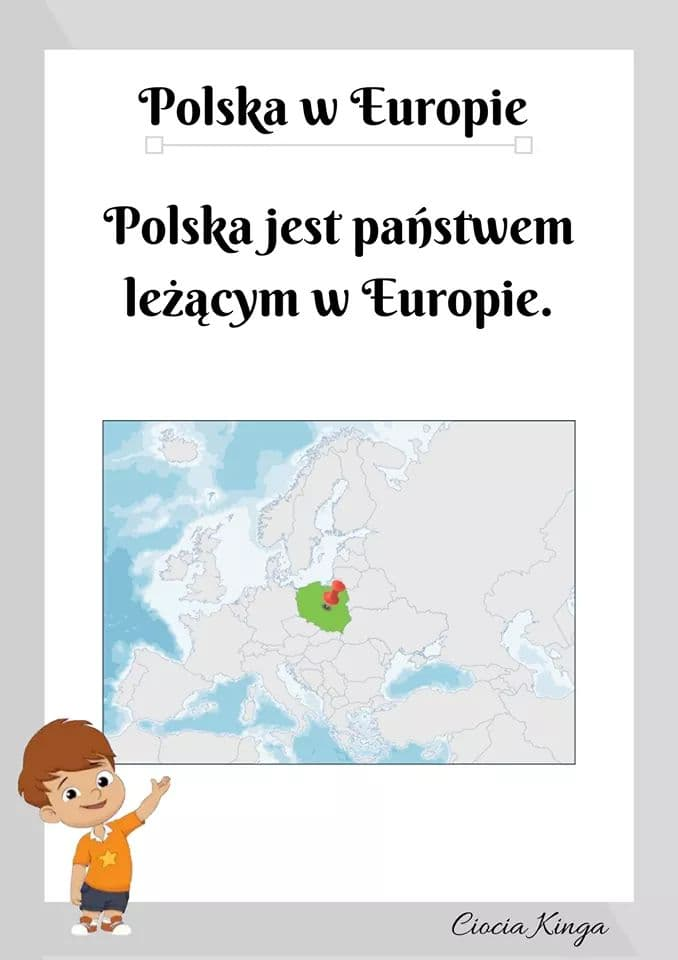 Polska w Europie
Polska jest państwem
leżącym w Europie.
Ciocia Kinga